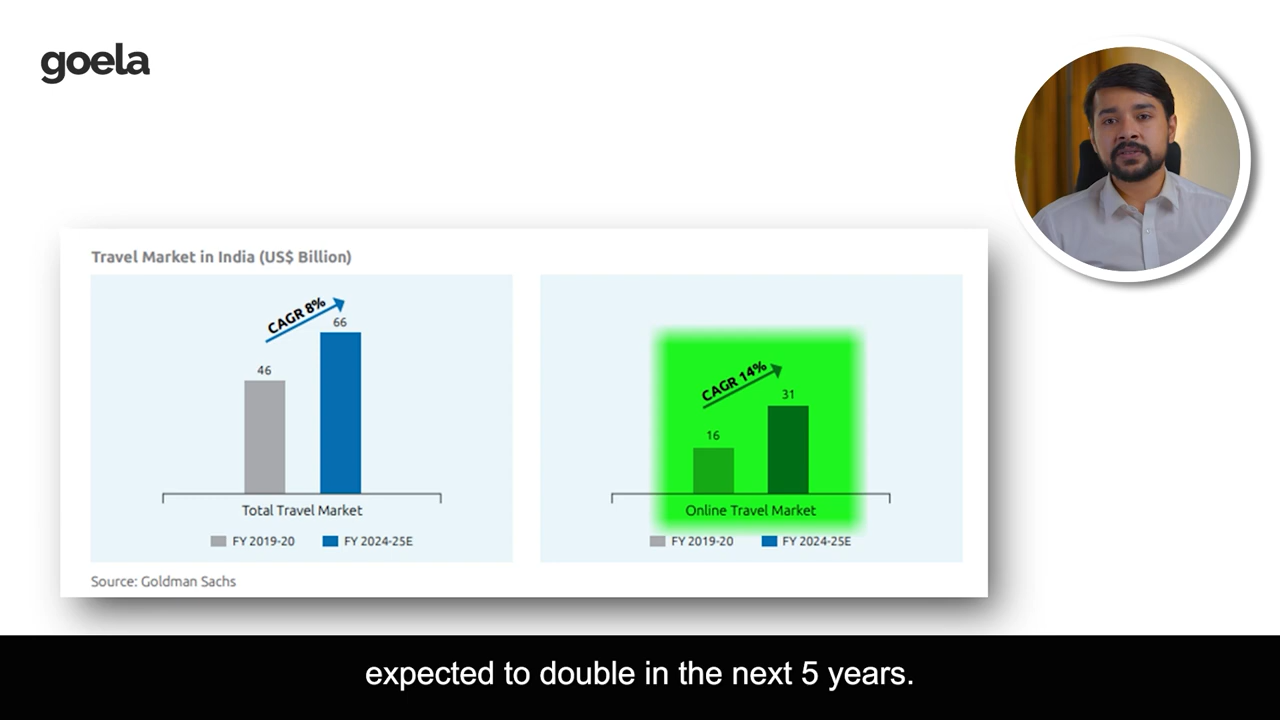 goela
Travel Market in India (US$ Billion)
CAGR 8%
66
46
Total Travel Market
FY 2019-20 FY 2024-25E
CAGR 14%
31
16
Online Travel Market
FY 2019-20 FY 2024-25E
Source: Goldman Sachs
expected to double in the next 5 years.